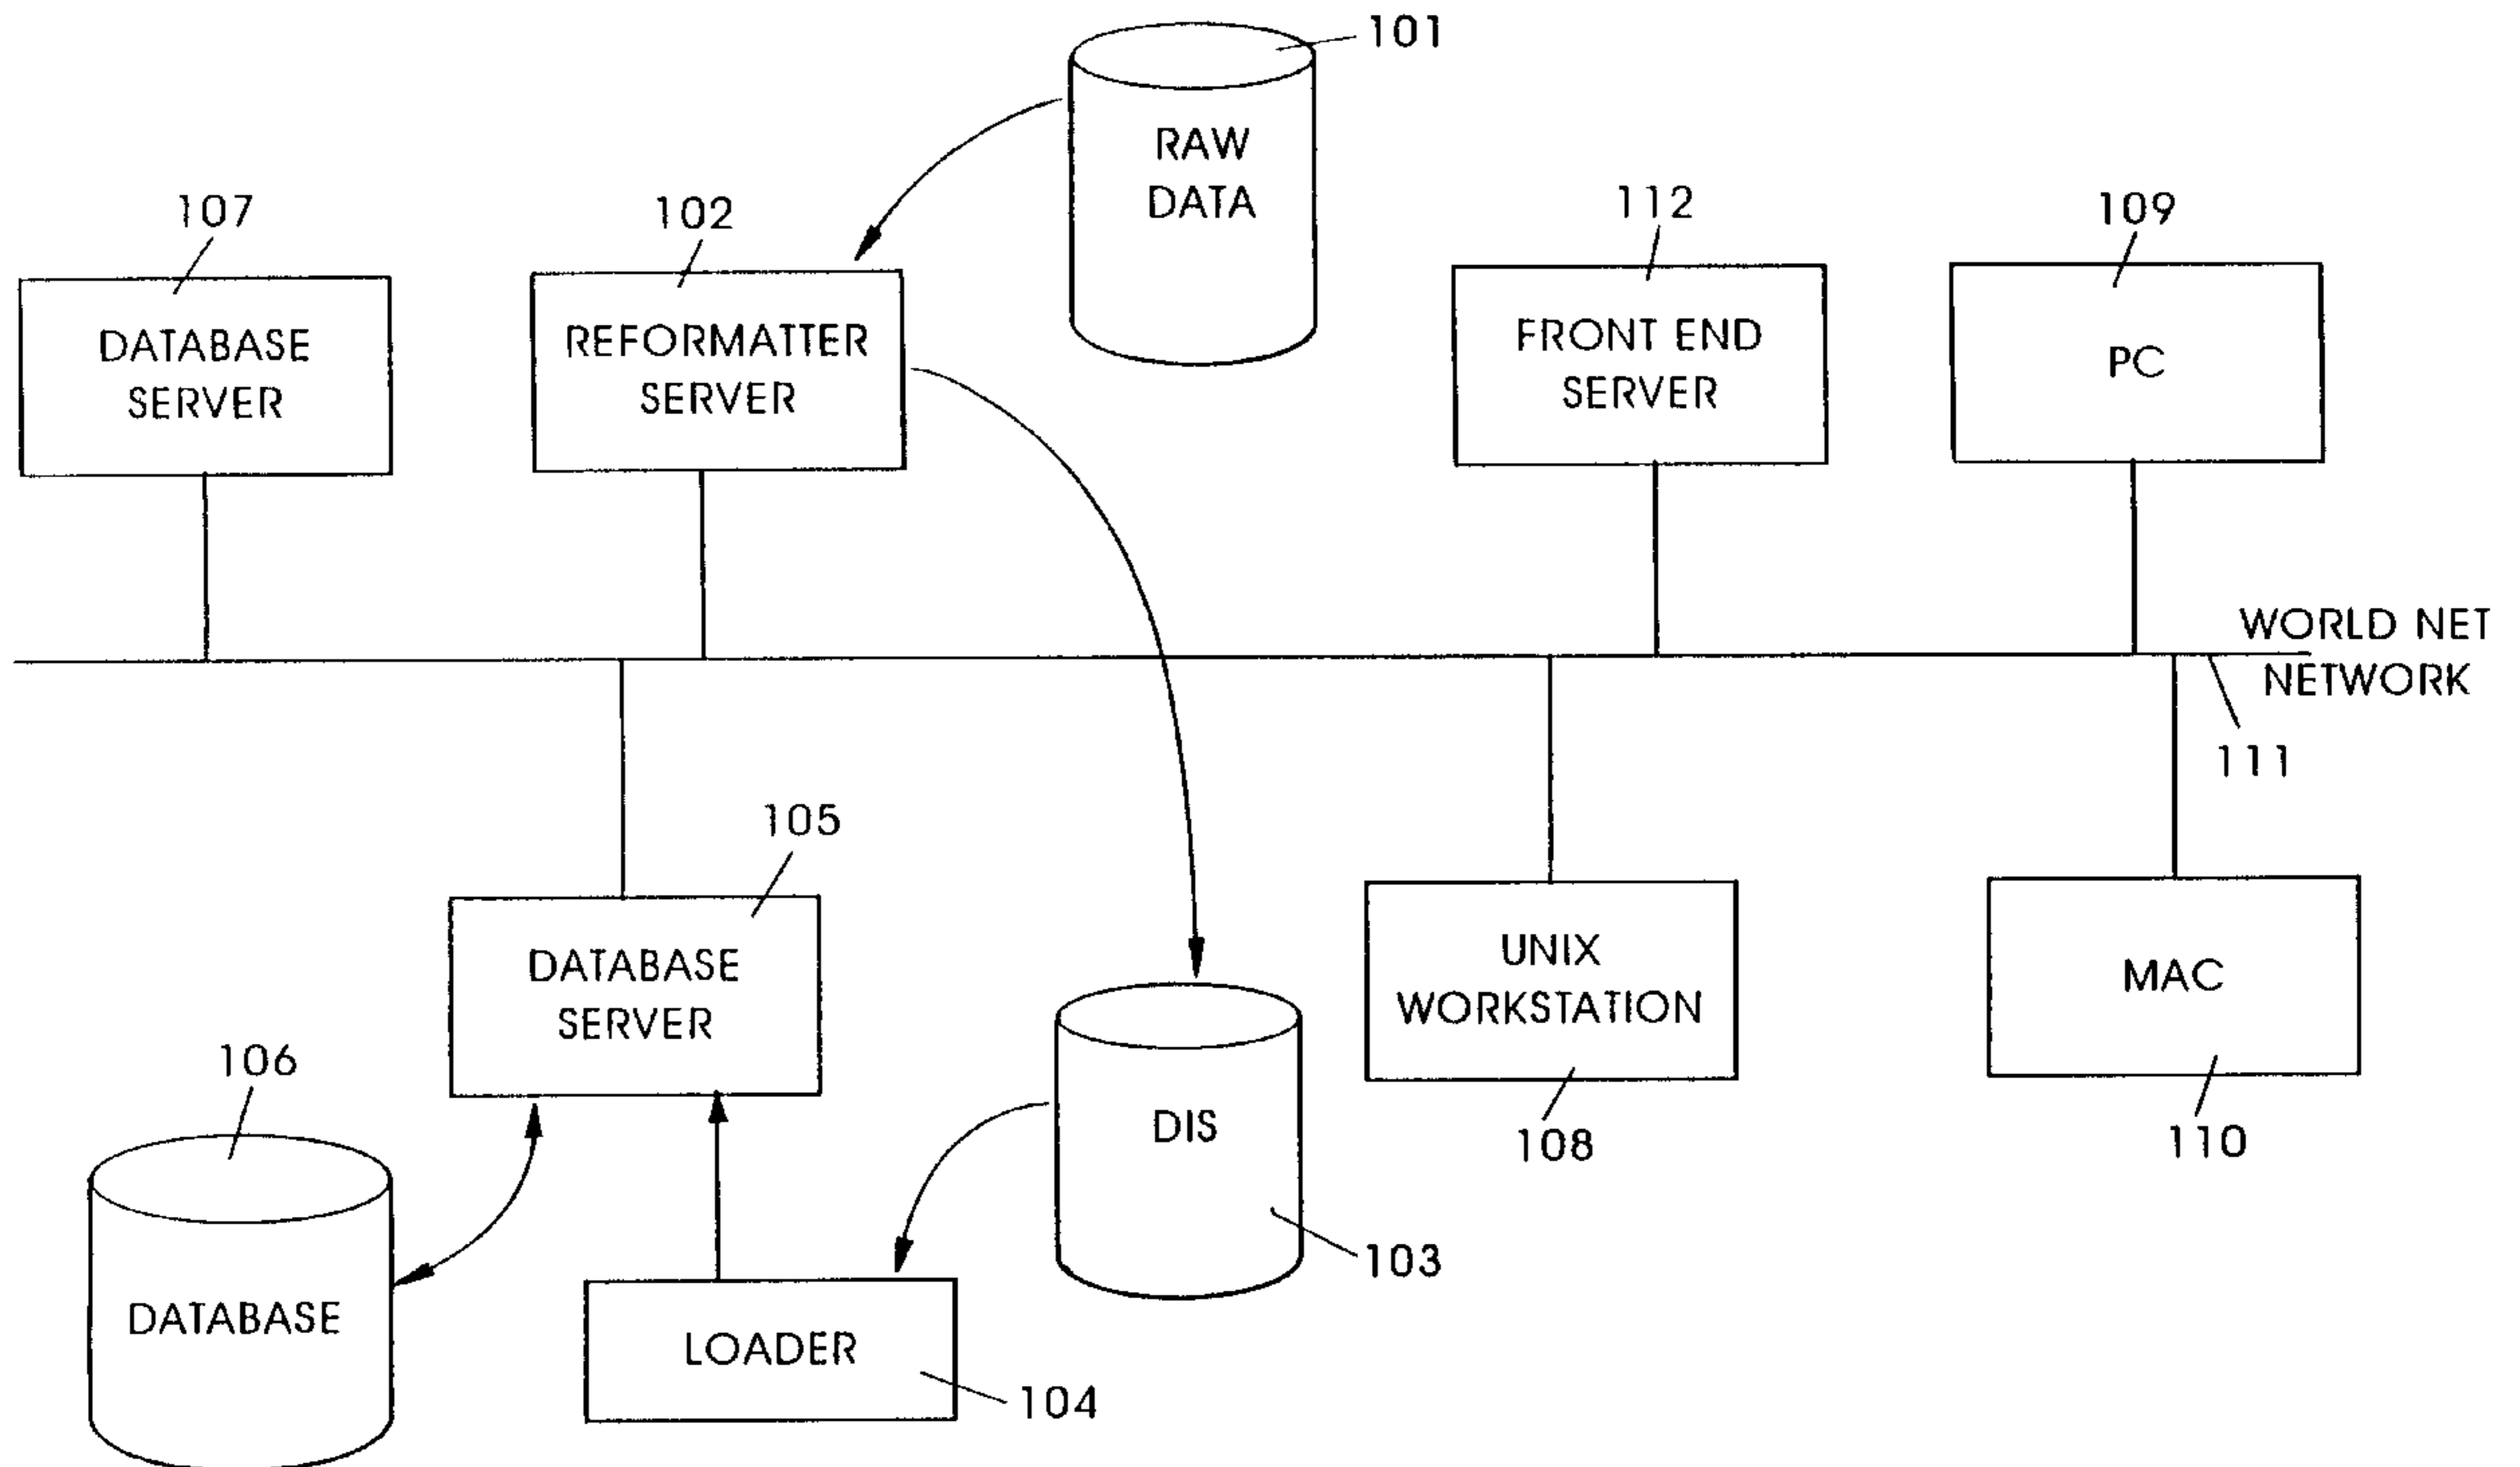 101
RAW
DATA
107
102
112
109
DATABASE
SERVER
REFORMATTER
SERVER
FRONT END
SERVER
PC
WORLD NET
NETWORK
111
105
DATABASE
SERVER
UNIX
WORKSTATION
MAC
106
108
110
DIS
103
DATABASE
LOADER
104